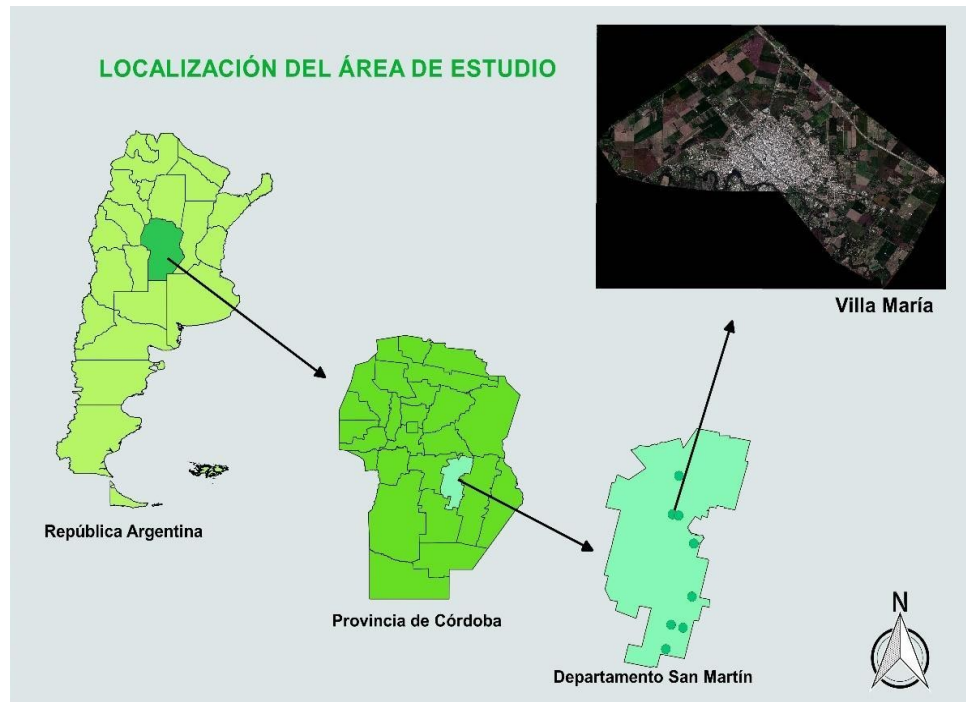 LOCALIZACIÓN DEL ÁREA DE ESTUDIO
Villa María
República Argentina
Provincia de Córdoba
Departamento San Martín
N